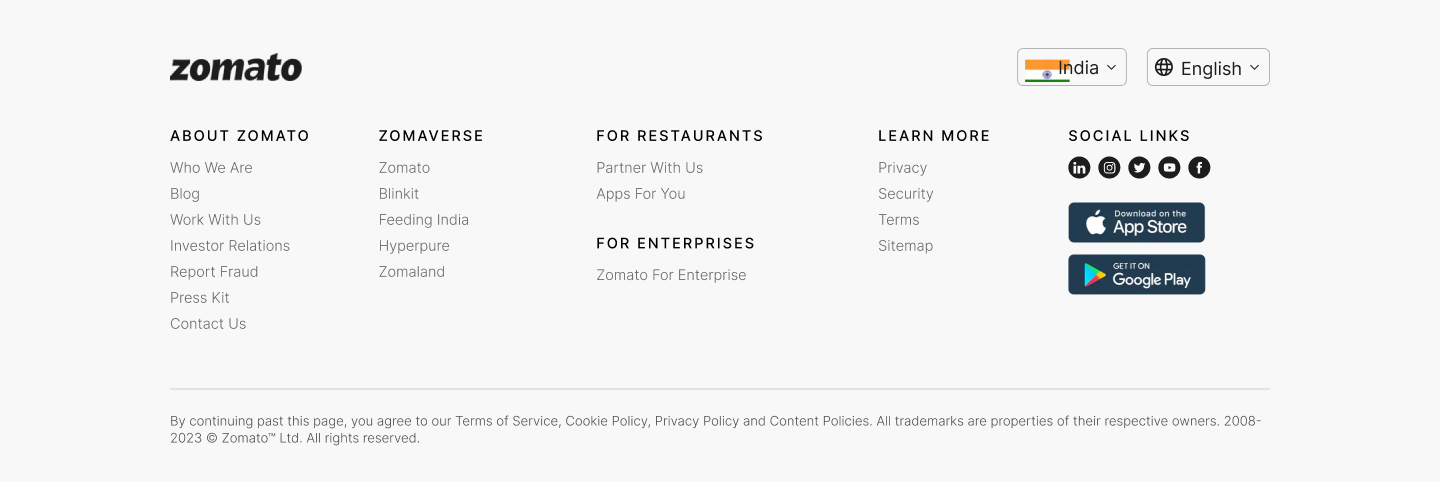 zomato
India
English
ABOUT ZOMATO
Who We Are
Blog
Work With Us
Investor Relations
Report Fraud
Press Kit
Contact Us
ZOMAVERSE
Zomato
Blinkit
Feeding India
Hyperpure
Zomaland
FOR RESTAURANTS
Partner With Us
Apps For You
FOR ENTERPRISES
Zomato For Enterprise
LEARN MORE
Privacy
Security
Terms
Sitemap
SOCIAL LINKS
in
f
Download on the
App Store
GET IT ON
Google Play
By continuing past this page, you agree to our Terms of Service, Cookie Policy, Privacy Policy and Content Policies. All trademarks are properties of their respective owners. 2008-
2023 © Zomato™ Ltd. All rights reserved.